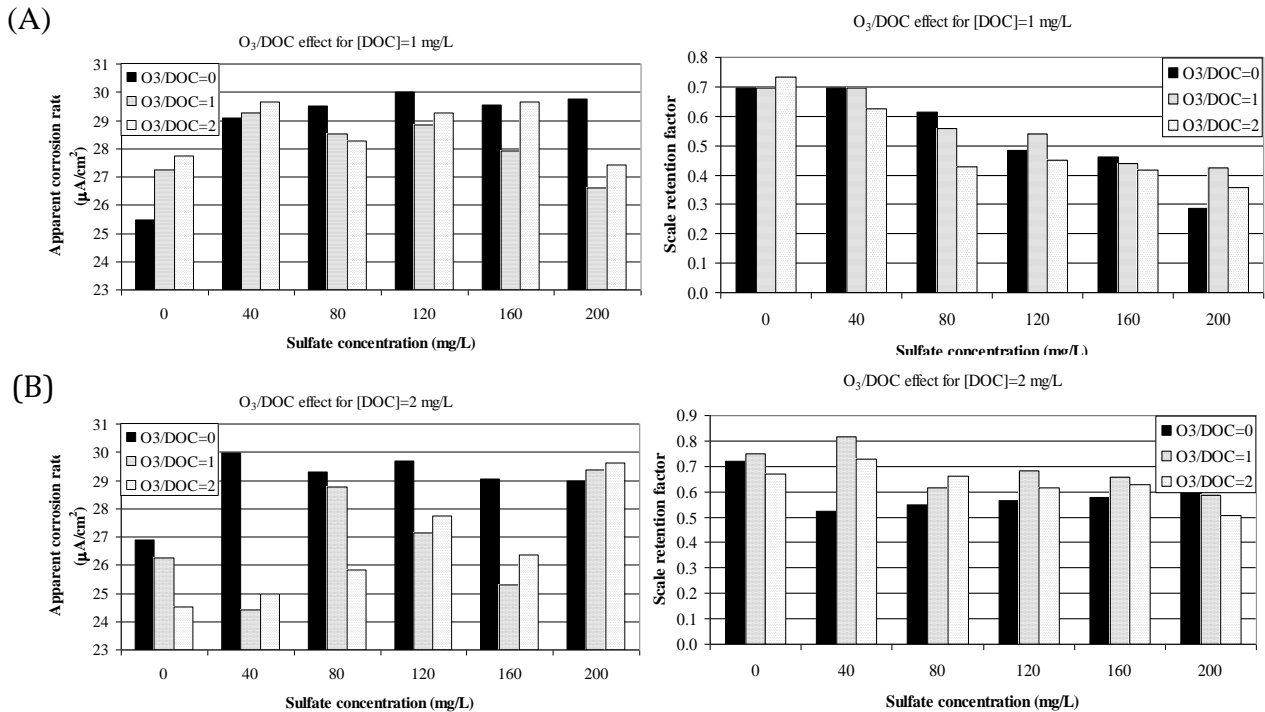 (A)
O3/DOC effect for [DOC]=1 mg/L
Apparent corrosion rate
(µA/cm²)
31
30
29
28
27
26
25
24
23
O3/DOC=0
O3/DOC=1
O3/DOC=2
0 40 80 120 160 200
Sulfate concentration (mg/L)
O3/DOC effect for [DOC]=1 mg/L
Scale retention factor
0.8
0.7
0.6
0.5
0.4
0.3
0.2
0.1
0.0
O3/DOC=0
O3/DOC=1
O3/DOC=2
0 40 80 120 160 200
Sulfate concentration (mg/L)
(B)
O3/DOC effect for [DOC]=2 mg/L
Apparent corrosion rate
(µA/cm²)
31
30
29
28
27
26
25
24
23
O3/DOC=0
O3/DOC=1
O3/DOC=2
0 40 80 120 160 200
Sulfate concentration (mg/L)
O3/DOC effect for [DOC]=2 mg/L
Scale retention factor
0.9
0.8
0.7
0.6
0.5
0.4
0.3
0.2
0.1
0.0
O3/DOC=0
O3/DOC=1
O3/DOC=2
0 40 80 120 160 200
Sulfate concentration (mg/L)